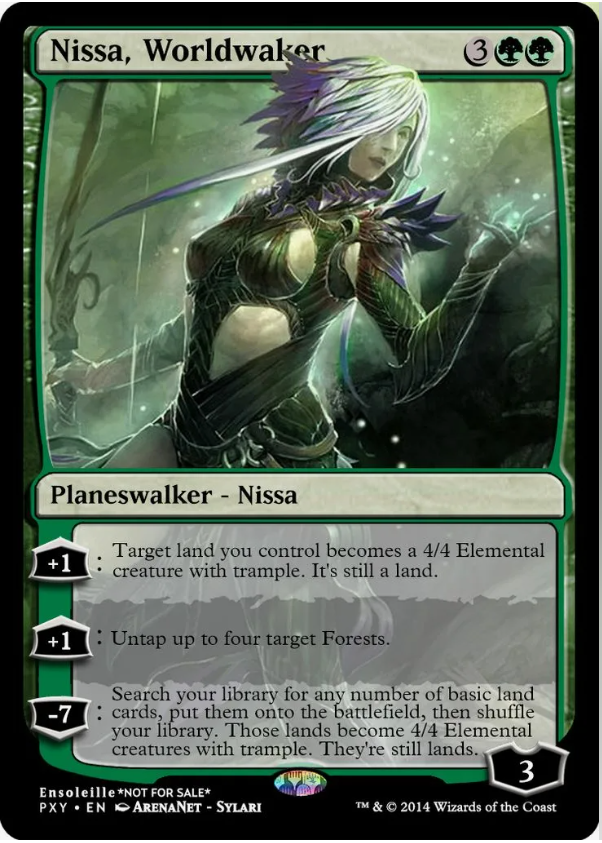 Nissa, Worldwaker 3
Planeswalker - Nissa
+1 : Target land you control becomes a 4/4 Elemental
creature with trample. It's still a land.
+1 : Untap up to four target Forests.
-7 : Search your library for any number of basic land
cards, put them onto the battlefield, then shuffle
your library. Those lands become 4/4 Elemental
creatures with trample. They're still lands.
3
Ensoleille *NOT FOR SALE*
PXY • EN ArenaNet - Sylari
™ & © 2014 Wizards of the Coast